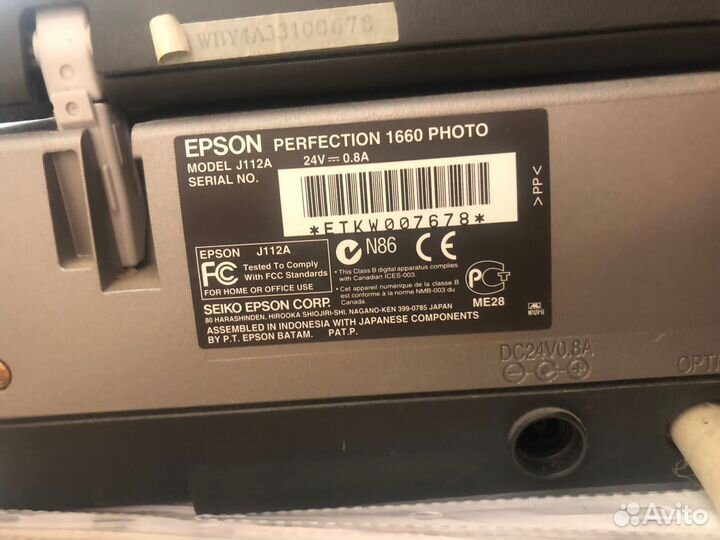 WBY4A33100678
EPSON PERFECTION 1660 PHOTO
MODEL J112A 24V 0.8A
SERIAL NO.
*ETKW007678*
>PP<
EPSON J112A
FC Tested To Comply
With FCC Standards
FOR HOME OR OFFICE USE
N86 CE
• This Class B digital apparatus complies
with Canadian ICES-003.
• Cet appareil numérique de la classe B
est conforme à la norme NMB-003 du
Canada.
ME28
SEIKO EPSON CORP.
80 HARASHINDEN. HIROOKA SHIOJIRI-SHI, NAGANO-KEN 399-0785 JAPAN
ASSEMBLED IN INDONESIA WITH JAPANESE COMPONENTS
BY P.T. EPSON BATAM. PAT.P.
DC24V0.8A
OPTI
Avito